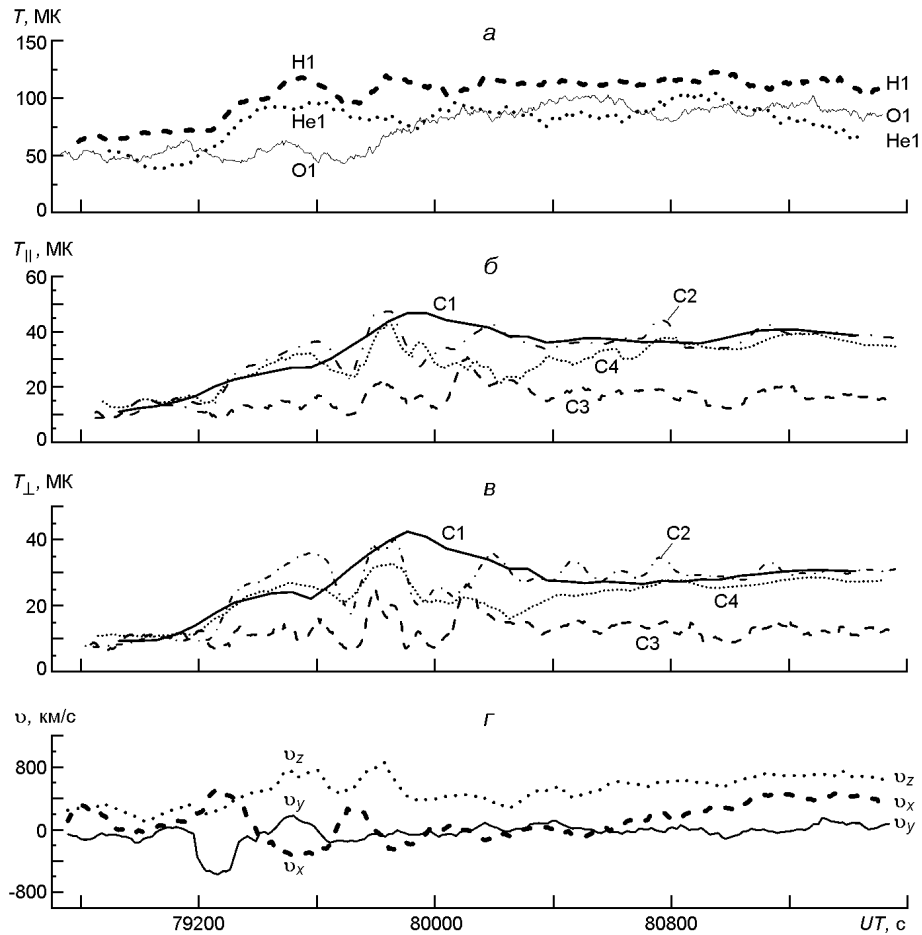 T, МК
а
150
100
50
0
H1
He1
O1
H1
O1
He1
T||, МК
б
60
40
20
0
C1
C2
C4
C3
T⊥, МК
в
40
20
0
C1
C2
C4
C3
υ, км/с
г
800
0
-800
υz
υy
υx
υz
υx
υy
79200
80000
80800
UT, с